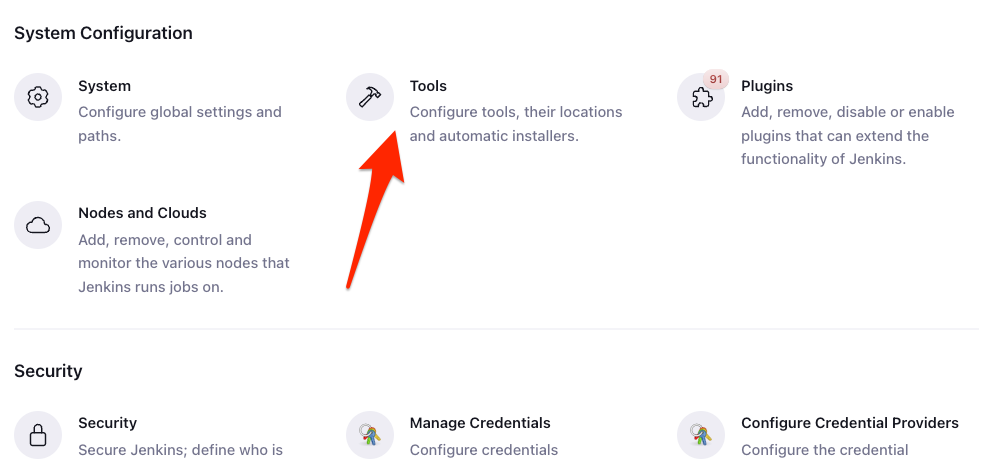 System Configuration
System
Configure global settings and
paths.
Tools
Configure tools, their locations
and automatic installers.
91
Plugins
Add, remove, disable or enable
plugins that can extend the
functionality of Jenkins.
Nodes and Clouds
Add, remove, control and
monitor the various nodes that
Jenkins runs jobs on.
Security
Security
Secure Jenkins; define who is
Manage Credentials
Configure credentials
Configure Credential Providers
Configure the credential